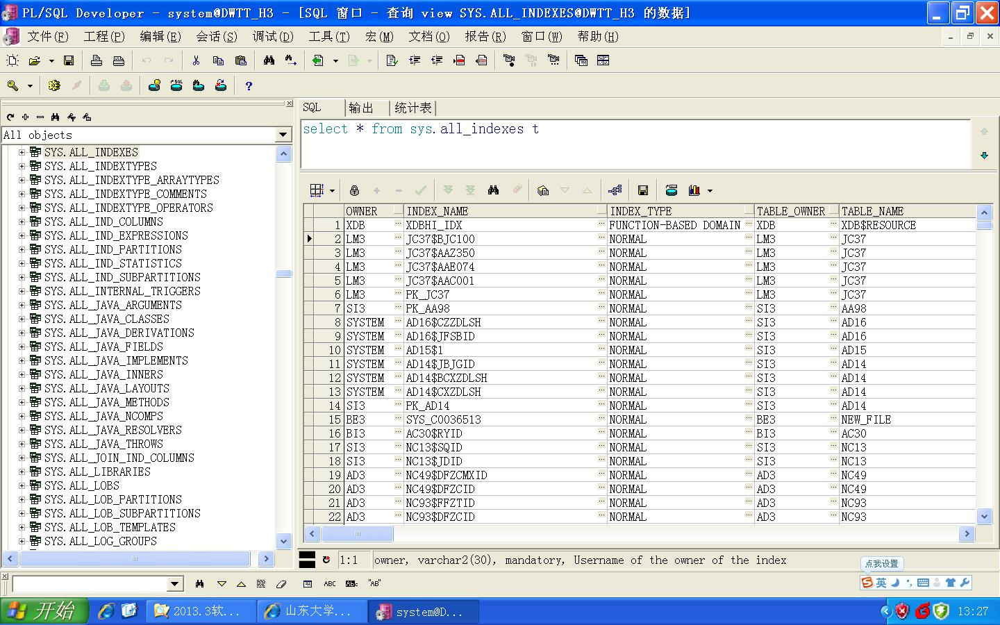 PL/SQL Developer - system@DWTT_H3 - [SQL 窗口 - 查询 view SYS.ALL_INDEXES@DWTT_H3 的数据]
文件(F) 工程(P) 编辑(E) 会话(S) 调试(D) 工具(T) 宏(M) 文档(O) 报告(R) 窗口(W) 帮助(H)
All objects
SYS.ALL_INDEXES
SYS.ALL_INDEXTYPES
SYS.ALL_INDEXTYPE_ARRAYTYPES
SYS.ALL_INDEXTYPE_COMMENTS
SYS.ALL_INDEXTYPE_OPERATORS
SYS.ALL_IND_COLUMNS
SYS.ALL_IND_EXPRESSIONS
SYS.ALL_IND_PARTITIONS
SYS.ALL_IND_STATISTICS
SYS.ALL_IND_SUBPARTITIONS
SYS.ALL_INTERNAL_TRIGGERS
SYS.ALL_JAVA_ARGUMENTS
SYS.ALL_JAVA_CLASSES
SYS.ALL_JAVA_DERIVATIONS
SYS.ALL_JAVA_FIELDS
SYS.ALL_JAVA_IMPLEMENTS
SYS.ALL_JAVA_INNERS
SYS.ALL_JAVA_LAYOUTS
SYS.ALL_JAVA_METHODS
SYS.ALL_JAVA_NCOMPS
SYS.ALL_JAVA_RESOLVERS
SYS.ALL_JAVA_THROWS
SYS.ALL_JOIN_IND_COLUMNS
SYS.ALL_LIBRARIES
SYS.ALL_LOBS
SYS.ALL_LOB_PARTITIONS
SYS.ALL_LOB_SUBPARTITIONS
SYS.ALL_LOB_TEMPLATES
SYS.ALL_LOG_GROUPS
SQL 输出 统计表
select * from sys.all_indexes t
OWNER INDEX_NAME INDEX_TYPE TABLE_OWNER TABLE_NAME
1 XDB XDBHI_IDX FUNCTION-BASED DOMAIN XDB XDB$RESOURCE
2 LM3 JC37$BJC100 NORMAL LM3 JC37
3 LM3 JC37$AAZ350 NORMAL LM3 JC37
4 LM3 JC37$AAE074 NORMAL LM3 JC37
5 LM3 JC37$AAC001 NORMAL LM3 JC37
6 LM3 PK_JC37 NORMAL LM3 JC37
7 SI3 PK_AA98 NORMAL SI3 AA98
8 SYSTEM AD16$CZZDLSH NORMAL SI3 AD16
9 SYSTEM AD16$JFSBID NORMAL SI3 AD16
10 SYSTEM AD15$1 NORMAL SI3 AD15
11 SYSTEM AD14$JBJGID NORMAL SI3 AD14
12 SYSTEM AD14$BCXZDLSH NORMAL SI3 AD14
13 SYSTEM AD14$CXZDLSH NORMAL SI3 AD14
14 SI3 PK_AD14 NORMAL SI3 AD14
15 BE3 SYS_C0036513 NORMAL BE3 NEW_FILE
16 BI3 AC30$RYID NORMAL BI3 AC30
17 SI3 NC13$SQID NORMAL SI3 NC13
18 SI3 NC13$JDID NORMAL SI3 NC13
19 AD3 NC49$DFZCMXID NORMAL AD3 NC49
20 AD3 NC49$DFZCID NORMAL AD3 NC49
21 AD3 NC93$FFZTID NORMAL AD3 NC93
22 AD3 NC93$DFZCID NORMAL AD3 NC93
1:1 owner, varchar2(30), mandatory, Username of the owner of the index
点我设置
ABC "AB" 英
开始 2013.3软... 山东大学... system@D... 13:27